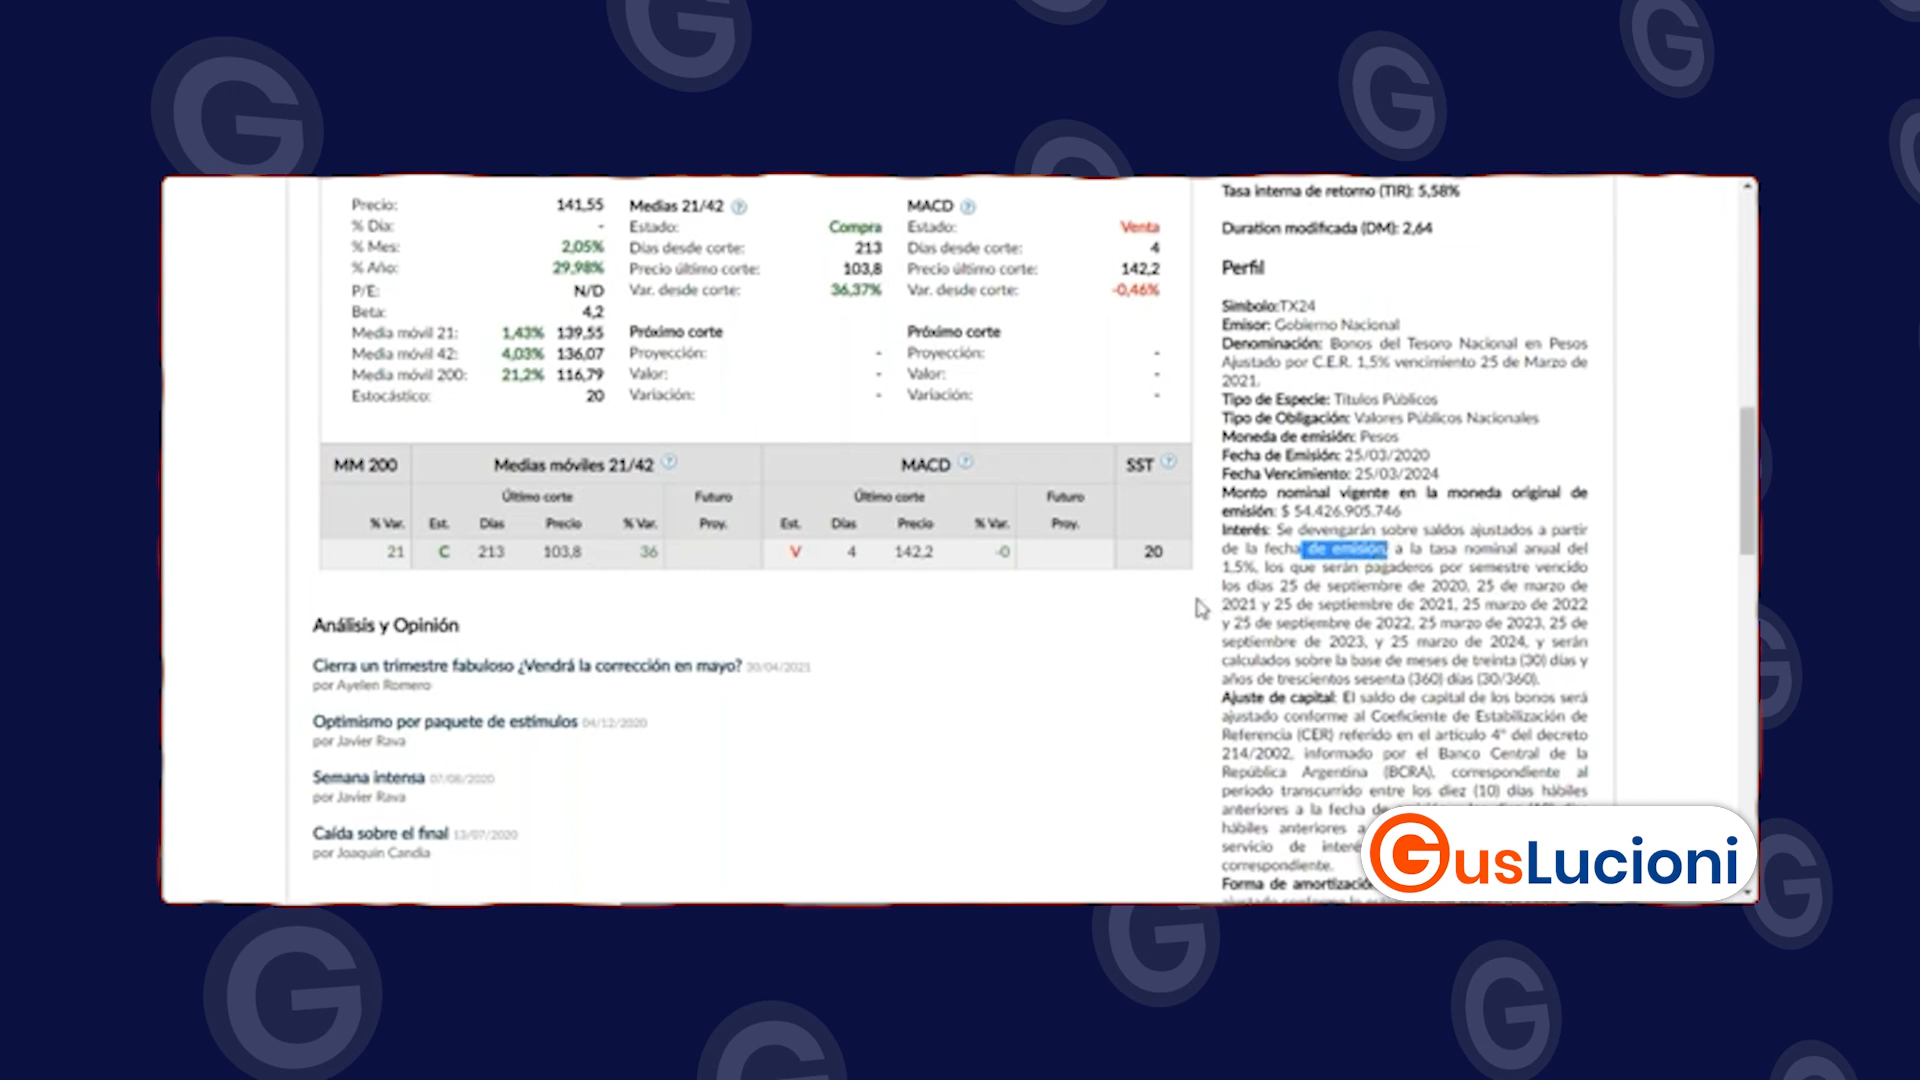 Precio: 141,55
% Día: -
% Mes: 2,05%
% Año: 29,98%
P/E: N/D
Beta: 4,2
Media móvil 21: 1,43% 139,55
Media móvil 42: 4,03% 136,07
Media móvil 200: 21,2% 116,79
Estocástico: 20
Medias 21/42 ?
Estado: Compra
Días desde corte: 213
Precio último corte: 103,8
Var. desde corte: 36,37%
Próximo corte
Proyección: -
Valor: -
Variación: -
MACD ?
Estado: Venta
Días desde corte: 4
Precio último corte: 142,2
Var. desde corte: -0,46%
Próximo corte
Proyección: -
Valor: -
Variación: -
MM 200 Medias móviles 21/42 ? MACD ? SST ?
Último corte Futuro Último corte Futuro
% Var. Est. Días Precio % Var. Proy. Est. Días Precio % Var. Proy.
21 C 213 103,8 36 V 4 142,2 -0 20
Análisis y Opinión
Cierra un trimestre fabuloso ¿Vendrá la corrección en mayo? 30/04/2021
por Ayelen Romero
Optimismo por paquete de estímulos 04/12/2020
por Javier Rava
Semana intensa 07/08/2020
por Javier Rava
Caída sobre el final 13/07/2020
por Joaquín Candia
Tasa interna de retorno (TIR): 5,58%
Duration modificada (DM): 2,64
Perfil
Símbolo:TX24
Emisor: Gobierno Nacional
Denominación: Bonos del Tesoro Nacional en Pesos
Ajustado por C.E.R. 1,5% vencimiento 25 de Marzo de
2021.
Tipo de Especie: Títulos Públicos
Tipo de Obligación: Valores Públicos Nacionales
Moneda de emisión: Pesos
Fecha de Emisión: 25/03/2020
Fecha Vencimiento: 25/03/2024
Monto nominal vigente en la moneda original de
emisión: $ 54.426.905.746
Interés: Se devengarán sobre saldos ajustados a partir
de la fecha de emisión, a la tasa nominal anual del
1.5%, los que serán pagaderos por semestre vencido
los días 25 de septiembre de 2020, 25 de marzo de
2021 y 25 de septiembre de 2021, 25 marzo de 2022
y 25 de septiembre de 2022, 25 marzo de 2023, 25 de
septiembre de 2023, y 25 marzo de 2024, y serán
calculados sobre la base de meses de treinta (30) días y
años de trescientos sesenta (360) días (30/360).
Ajuste de capital: El saldo de capital de los bonos será
ajustado conforme al Coeficiente de Estabilización de
Referencia (CER) referido en el artículo 4° del decreto
214/2002, informado por el Banco Central de la
República Argentina (BCRA), correspondiente al
período transcurrido entre los diez (10) días hábiles
anteriores a la fecha de
hábiles anteriores a
servicio de
correspondiente.
Forma de amortización
GusLucioni